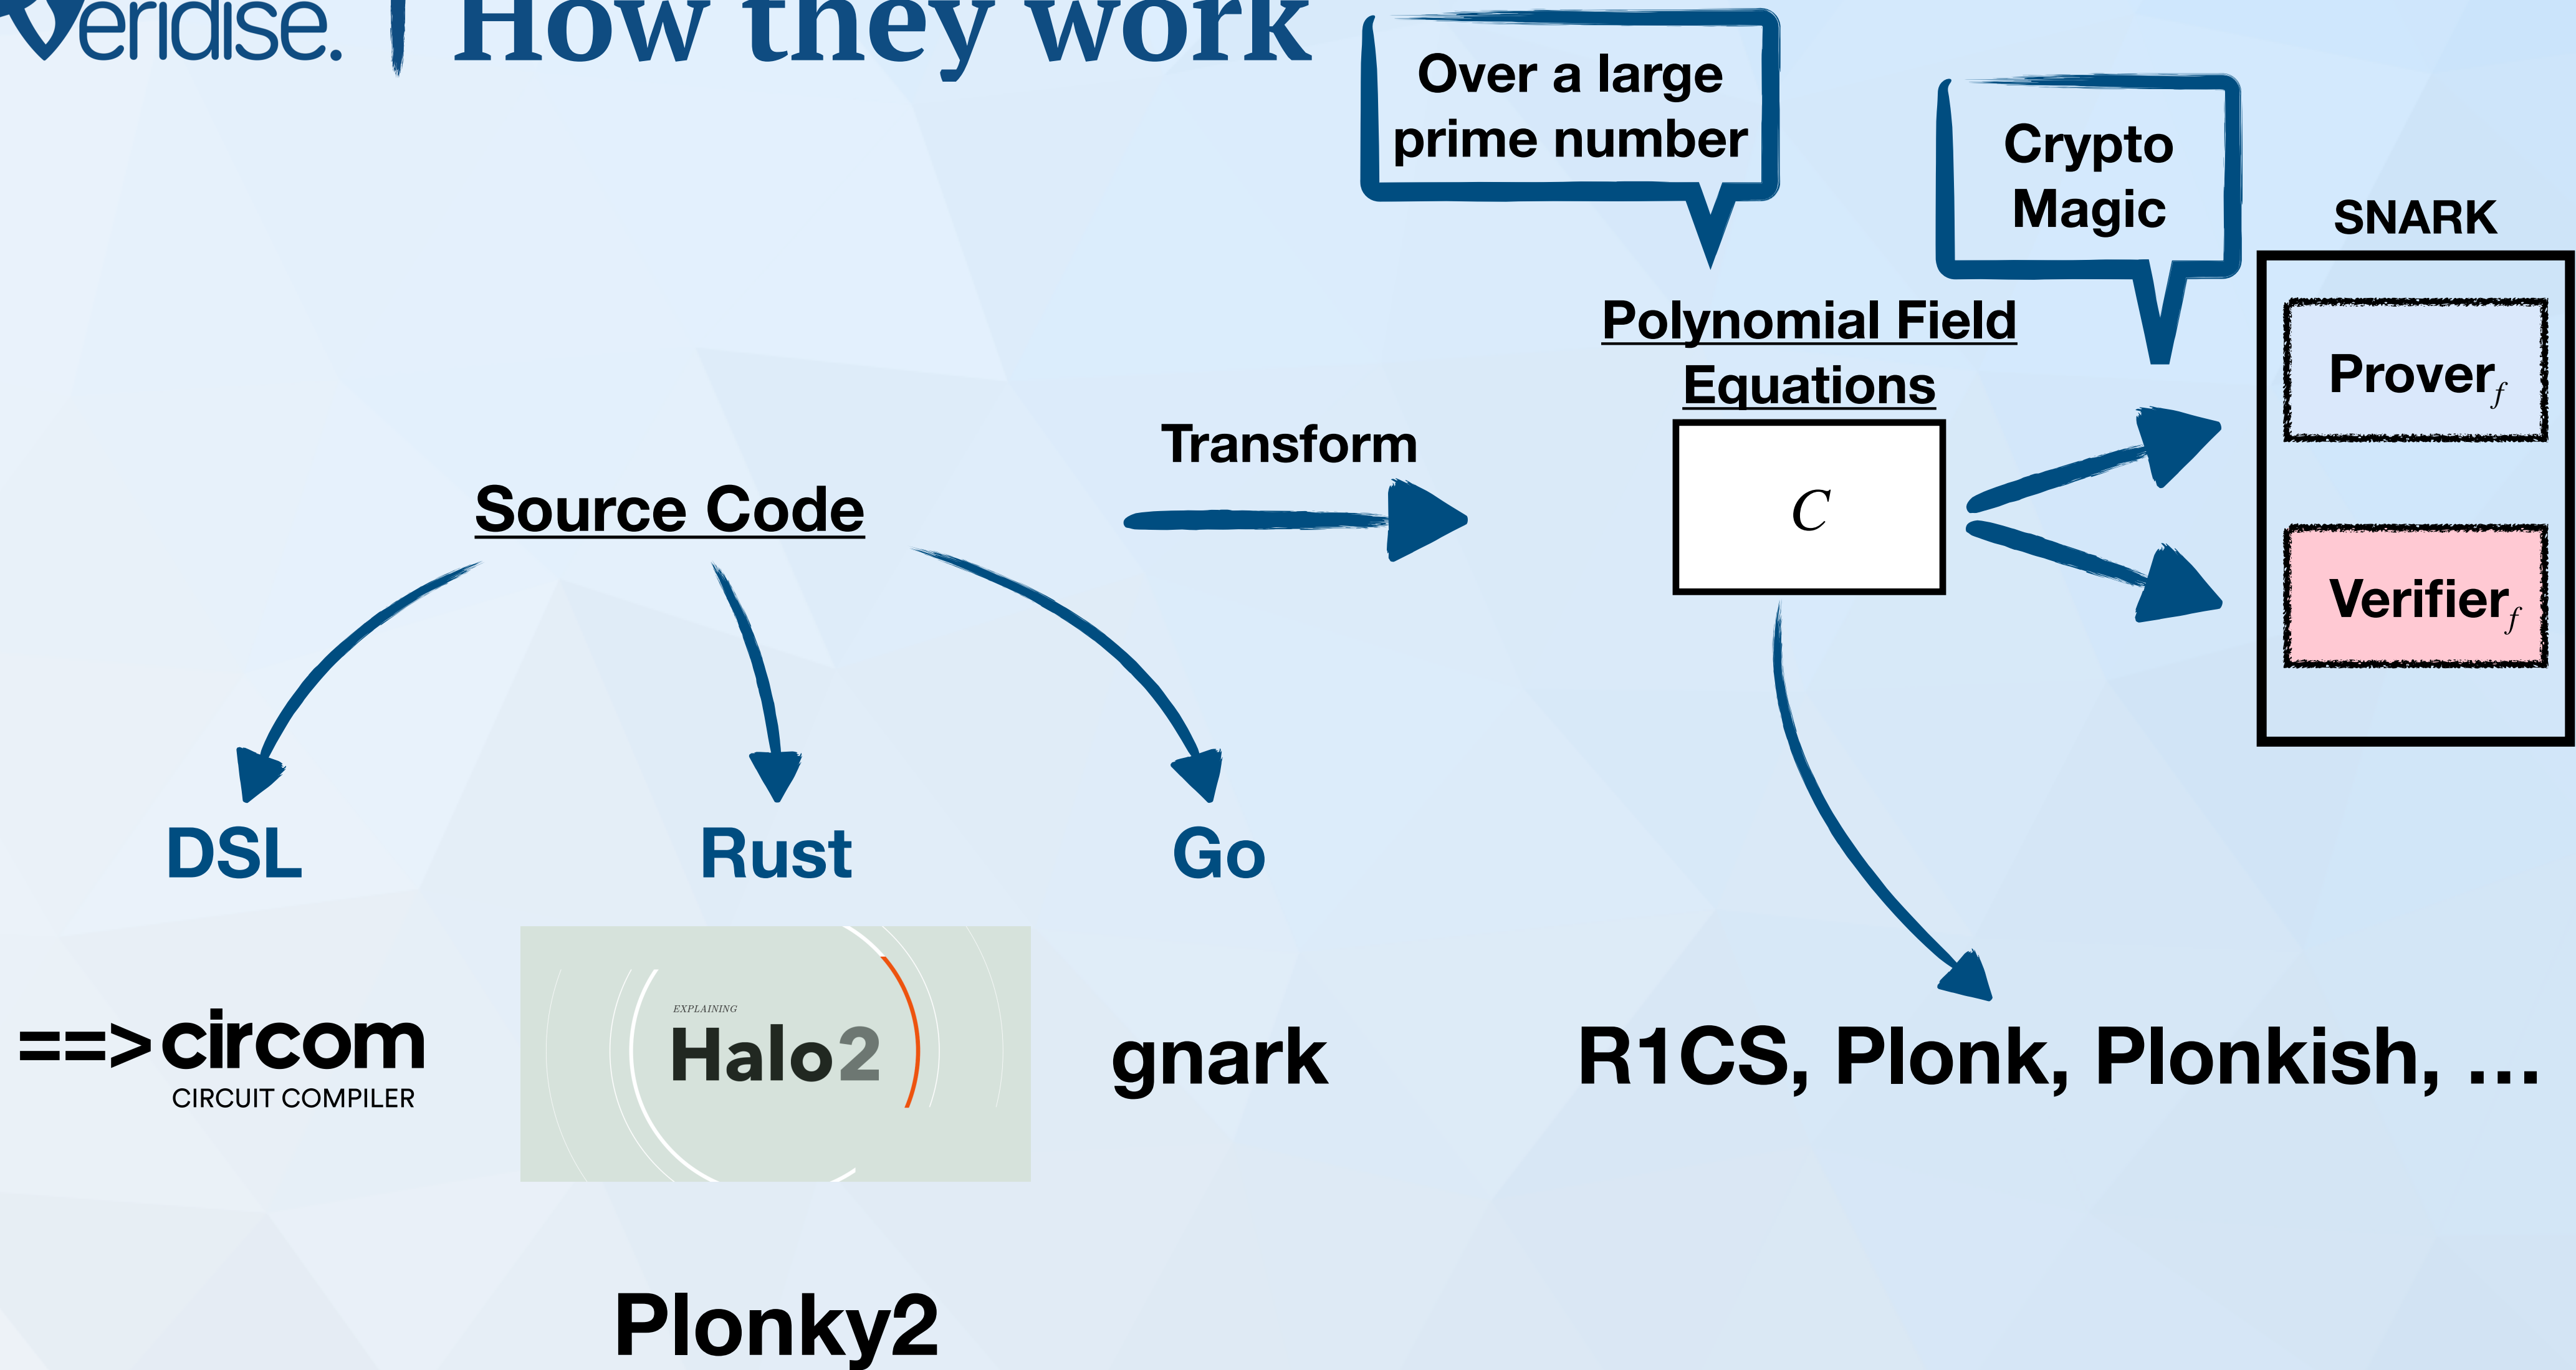 Veridise. | How they work
Over a large
prime number
Crypto
Magic
SNARK
Polynomial Field
Equations
Prover_f
Transform
Source Code
C
Verifier_f
DSL
Rust
Go
EXPLAINING
Halo2
==>circom
CIRCUIT COMPILER
gnark
R1CS, Plonk, Plonkish, …
Plonky2